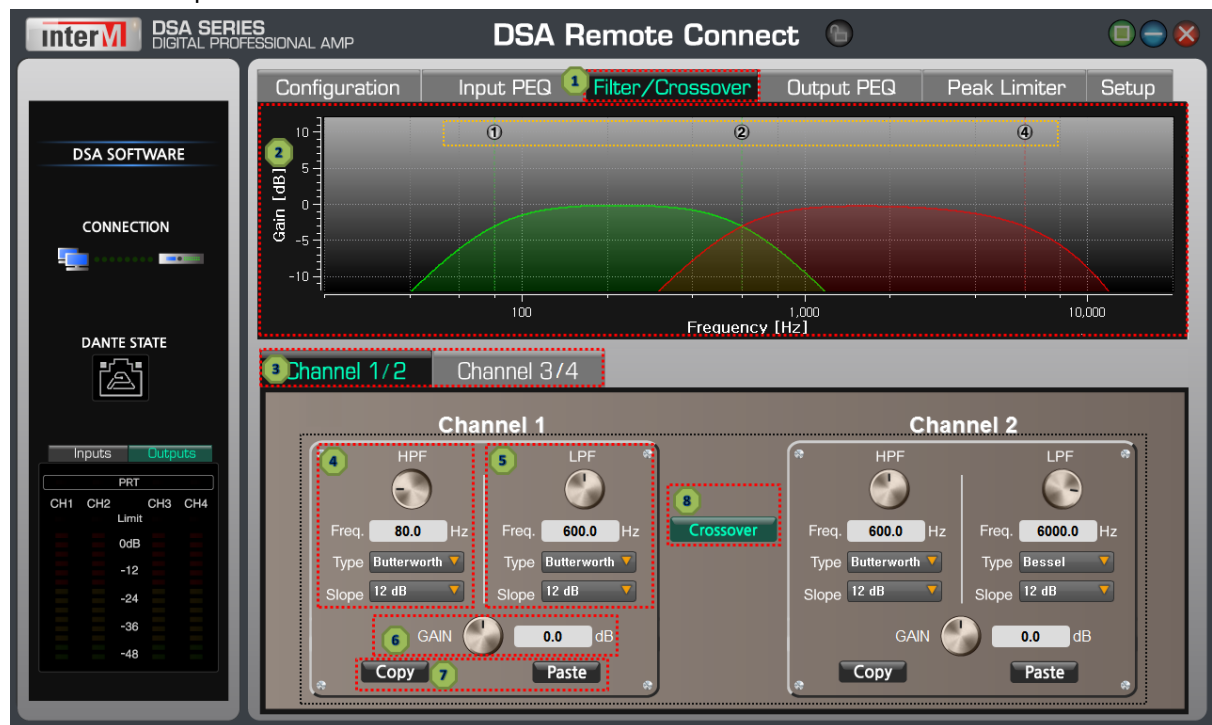 interM DSA SERIES
DIGITAL PROFESSIONAL AMP
DSA Remote Connect
Configuration Input PEQ 1 Filter/Crossover Output PEQ Peak Limiter Setup
DSA SOFTWARE
CONNECTION
DANTE STATE
Inputs Outputs
PRT
CH1 CH2 CH3 CH4
Limit
0dB
-12
-24
-36
-48
2
Gain [dB]
10
5
0
-5
-10
① ② ④
100 1,000 10,000
Frequency [Hz]
3 Channel 1/2 Channel 3/4
Channel 1
4 HPF 5 LPF
Freq. 80.0 Hz Freq. 600.0 Hz
Type Butterworth Type Butterworth
Slope 12 dB Slope 12 dB
6 GAIN 0.0 dB
Copy 7 Paste
8
Crossover
Channel 2
HPF LPF
Freq. 600.0 Hz Freq. 6000.0 Hz
Type Butterworth Type Bessel
Slope 12 dB Slope 12 dB
GAIN 0.0 dB
Copy Paste